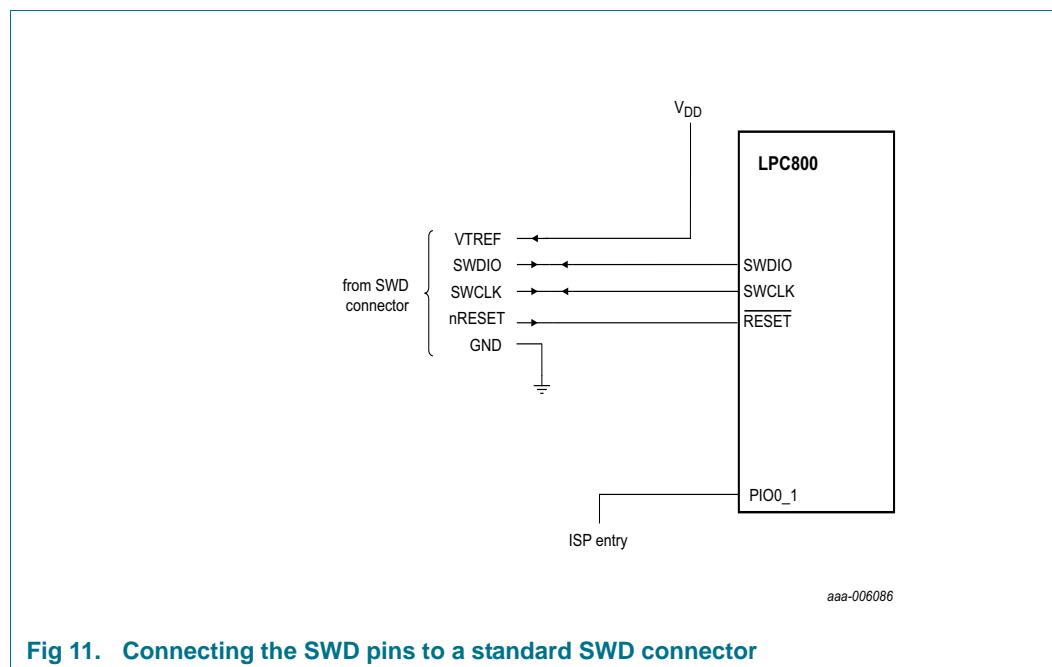 VDD
LPC800
VTREF
SWDIO
SWCLK
nRESET
GND
from SWD
connector
SWDIO
SWCLK
RESET
PIO0_1
ISP entry
aaa-006086
Fig 11. Connecting the SWD pins to a standard SWD connector